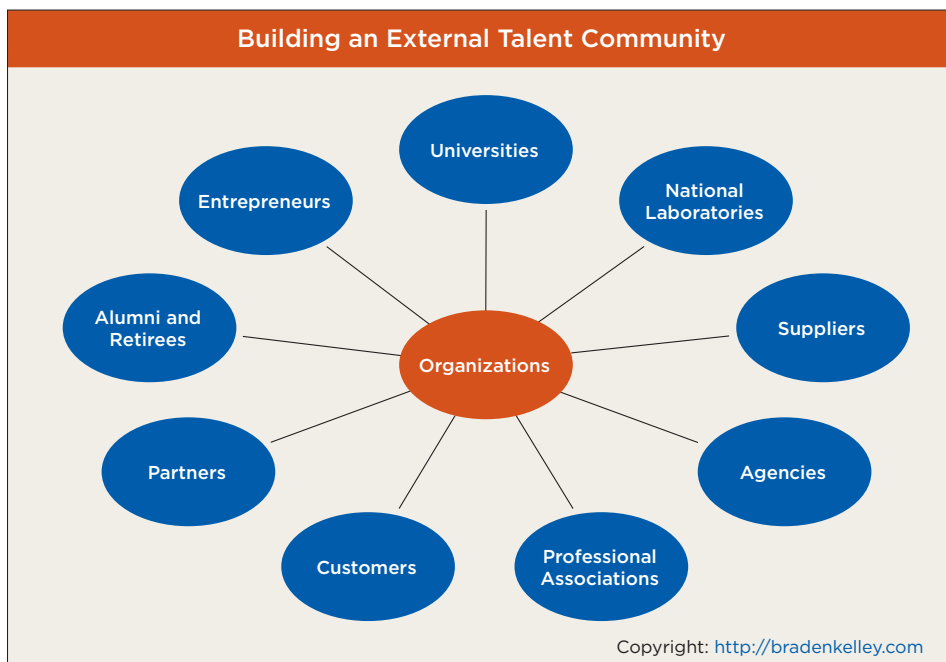 Building an External Talent Community
Universities
Entrepreneurs
National
Laboratories
Alumni and
Retirees
Suppliers
Organizations
Partners
Agencies
Customers
Professional
Associations
Copyright: http://bradenkelley.com